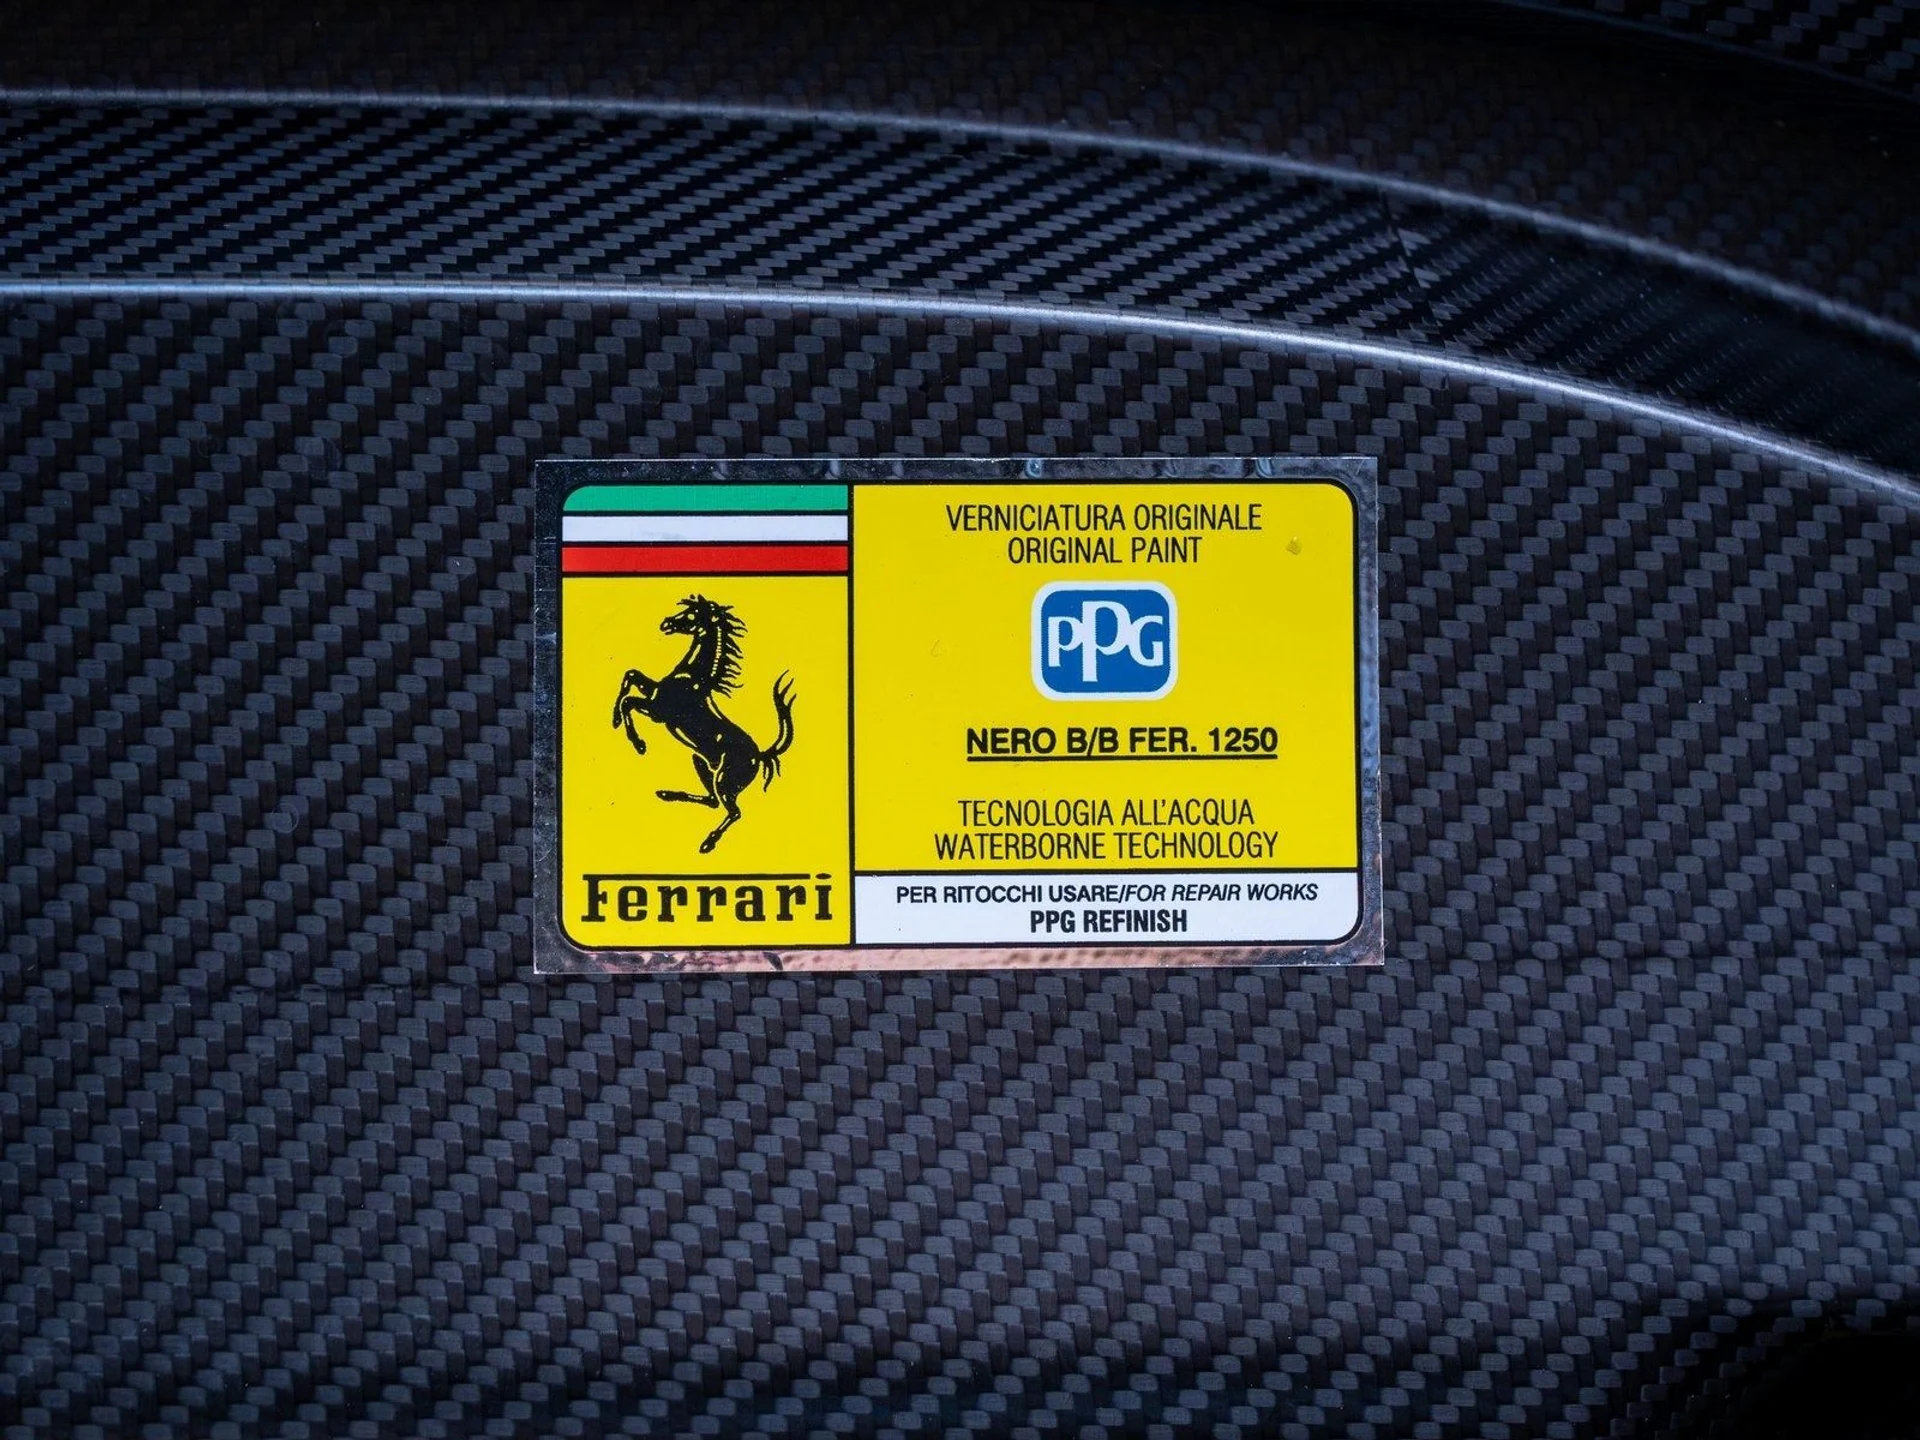 VERNICIATURA ORIGINALE
ORIGINAL PAINT
PPG
NERO B/B FER. 1250
TECNOLOGIA ALL'ACQUA
WATERBORNE TECHNOLOGY
Ferrari
PER RITOCCHI USARE/FOR REPAIR WORKS
PPG REFINISH